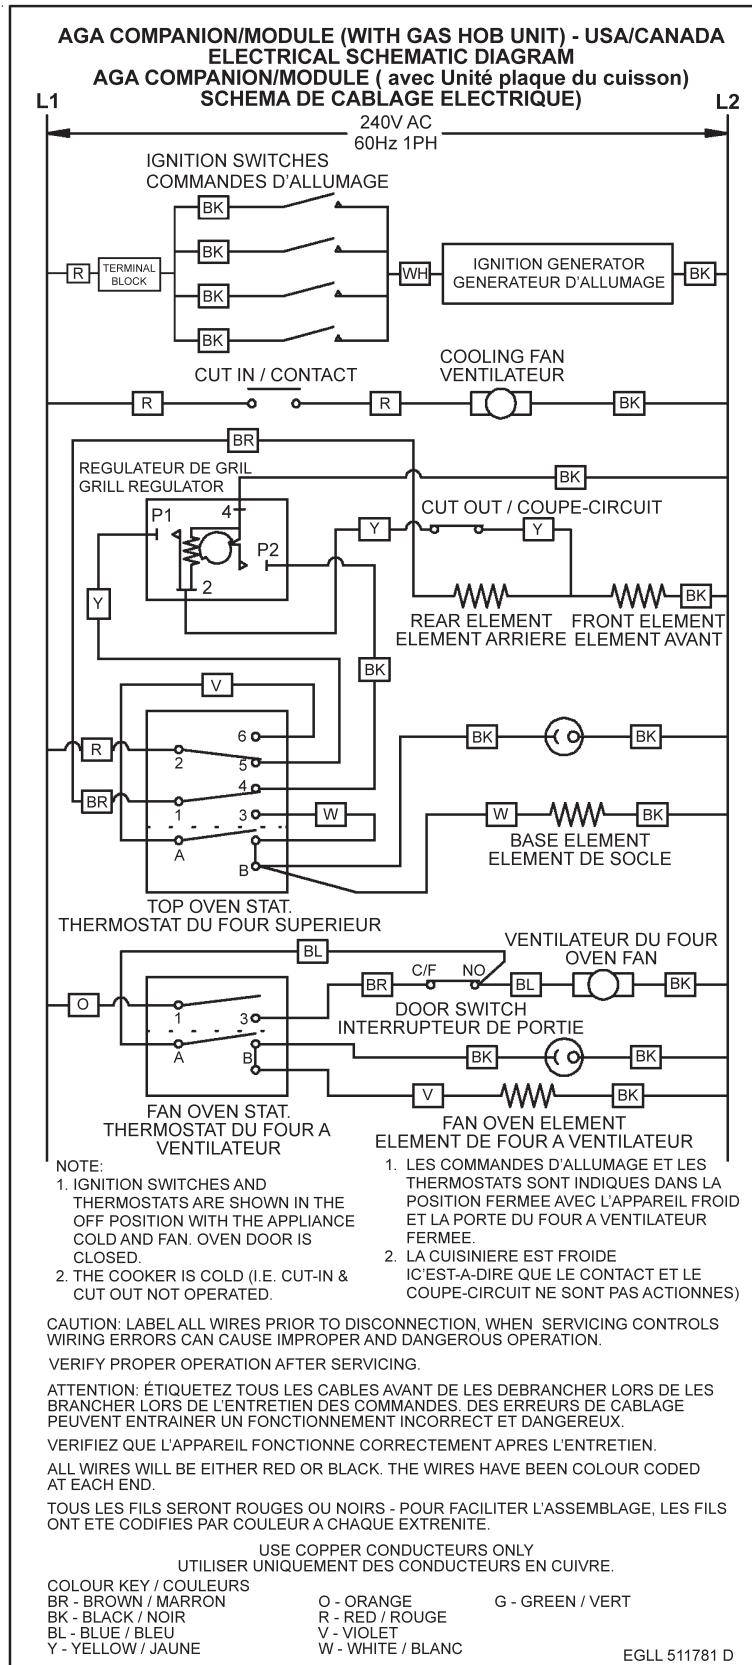 AGA COMPANION/MODULE (WITH GAS HOB UNIT) - USA/CANADA
ELECTRICAL SCHEMATIC DIAGRAM
AGA COMPANION/MODULE ( avec Unité plaque du cuisson)
SCHEMA DE CABLAGE ELECTRIQUE)
L1
L2
240V AC
60Hz 1PH
IGNITION SWITCHES
COMMANDES D'ALLUMAGE
BK
BK
BK
BK
R
TERMINAL
BLOCK
WH
IGNITION GENERATOR
GENERATEUR D'ALLUMAGE
BK
CUT IN / CONTACT
COOLING FAN
VENTILATEUR
R
R
BK
BR
REGULATEUR DE GRIL
GRILL REGULATOR
BK
P1
4
P2
2
CUT OUT / COUPE-CIRCUIT
Y
Y
Y
BK
REAR ELEMENT
ELEMENT ARRIERE
FRONT ELEMENT
ELEMENT AVANT
BK
V
R
BR
6
2
5
4
1
3
A
B
W
BK
BK
W
BK
BASE ELEMENT
ELEMENT DE SOCLE
TOP OVEN STAT.
THERMOSTAT DU FOUR SUPERIEUR
BL
VENTILATEUR DU FOUR
OVEN FAN
O
1
3
A
B
BR
C/F
NO
BL
BK
DOOR SWITCH
INTERRUPTEUR DE PORTIE
BK
BK
V
BK
FAN OVEN STAT.
THERMOSTAT DU FOUR A
VENTILATEUR
FAN OVEN ELEMENT
ELEMENT DE FOUR A VENTILATEUR
NOTE:
1. IGNITION SWITCHES AND
THERMOSTATS ARE SHOWN IN THE
OFF POSITION WITH THE APPLIANCE
COLD AND FAN. OVEN DOOR IS
CLOSED.
2. THE COOKER IS COLD (I.E. CUT-IN &
CUT OUT NOT OPERATED.
1. LES COMMANDES D'ALLUMAGE ET LES
THERMOSTATS SONT INDIQUES DANS LA
POSITION FERMEE AVEC L'APPAREIL FROID
ET LA PORTE DU FOUR A VENTILATEUR
FERMEE.
2. LA CUISINIERE EST FROIDE
IC'EST-A-DIRE QUE LE CONTACT ET LE
COUPE-CIRCUIT NE SONT PAS ACTIONNES)
CAUTION: LABEL ALL WIRES PRIOR TO DISCONNECTION, WHEN SERVICING CONTROLS
WIRING ERRORS CAN CAUSE IMPROPER AND DANGEROUS OPERATION.
VERIFY PROPER OPERATION AFTER SERVICING.
ATTENTION: ÉTIQUETEZ TOUS LES CABLES AVANT DE LES DEBRANCHER LORS DE LES
BRANCHER LORS DE L'ENTRETIEN DES COMMANDES. DES ERREURS DE CABLAGE
PEUVENT ENTRAINER UN FONCTIONNEMENT INCORRECT ET DANGEREUX.
VERIFIEZ QUE L'APPAREIL FONCTIONNE CORRECTEMENT APRES L'ENTRETIEN.
ALL WIRES WILL BE EITHER RED OR BLACK. THE WIRES HAVE BEEN COLOUR CODED
AT EACH END.
TOUS LES FILS SERONT ROUGES OU NOIRS - POUR FACILITER L'ASSEMBLAGE, LES FILS
ONT ETE CODIFIES PAR COULEUR A CHAQUE EXTRENITE.
USE COPPER CONDUCTEURS ONLY
UTILISER UNIQUEMENT DES CONDUCTEURS EN CUIVRE.
COLOUR KEY / COULEURS
BR - BROWN / MARRON
BK - BLACK / NOIR
BL - BLUE / BLEU
Y - YELLOW / JAUNE
O - ORANGE
R - RED / ROUGE
V - VIOLET
W - WHITE / BLANC
G - GREEN / VERT
EGLL 511781 D